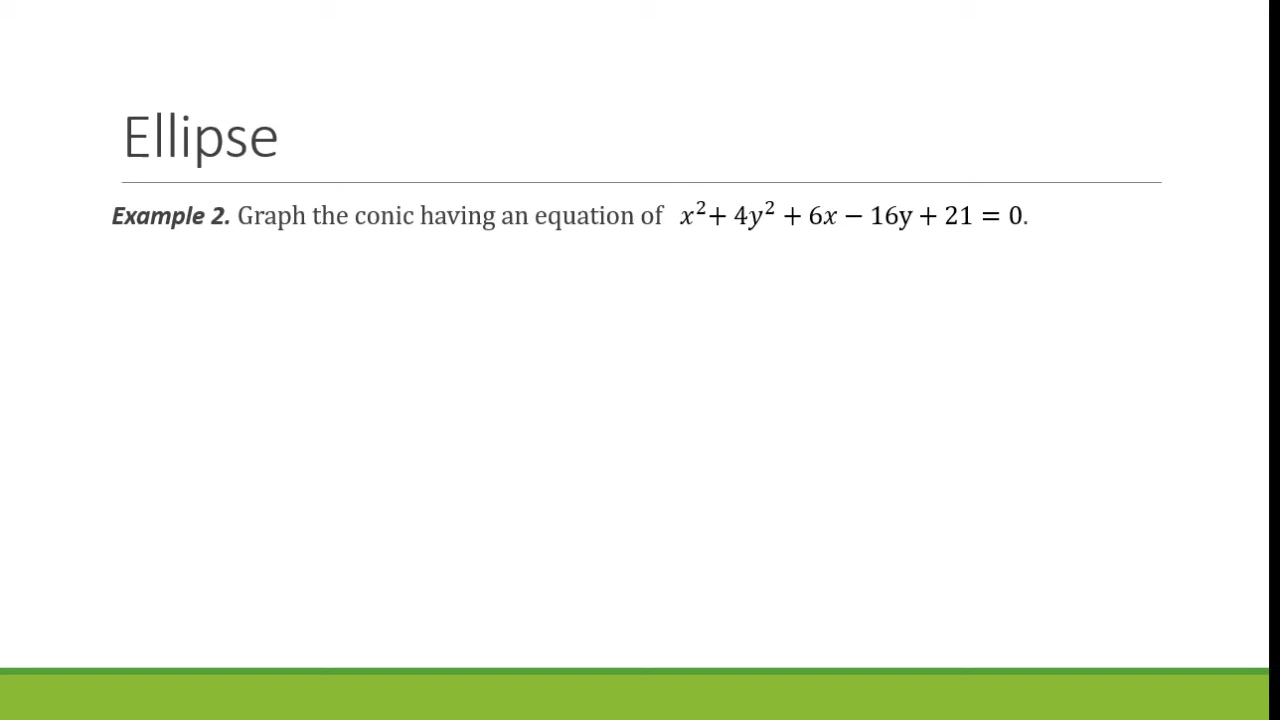 Ellipse
Example 2. Graph the conic having an equation of x² + 4y² + 6x − 16y + 21 = 0.